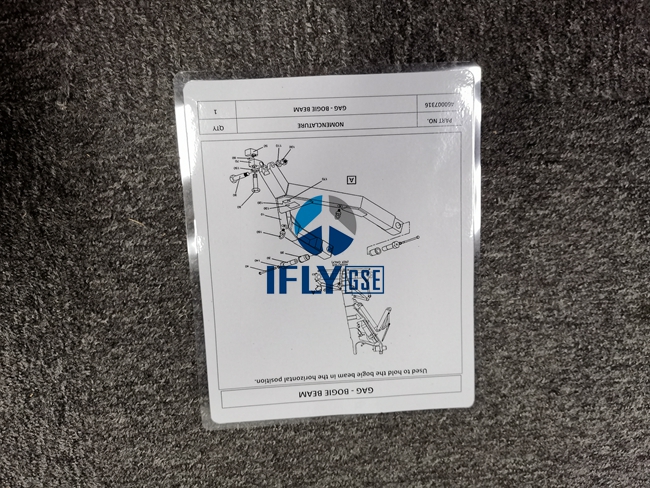 GAG - BOGIE BEAM
Used to hold the bogie beam in the horizontal position.
IFLY GSE
A
PART NO. NOMENCLATURE QTY
460007316 GAG - BOGIE BEAM 1